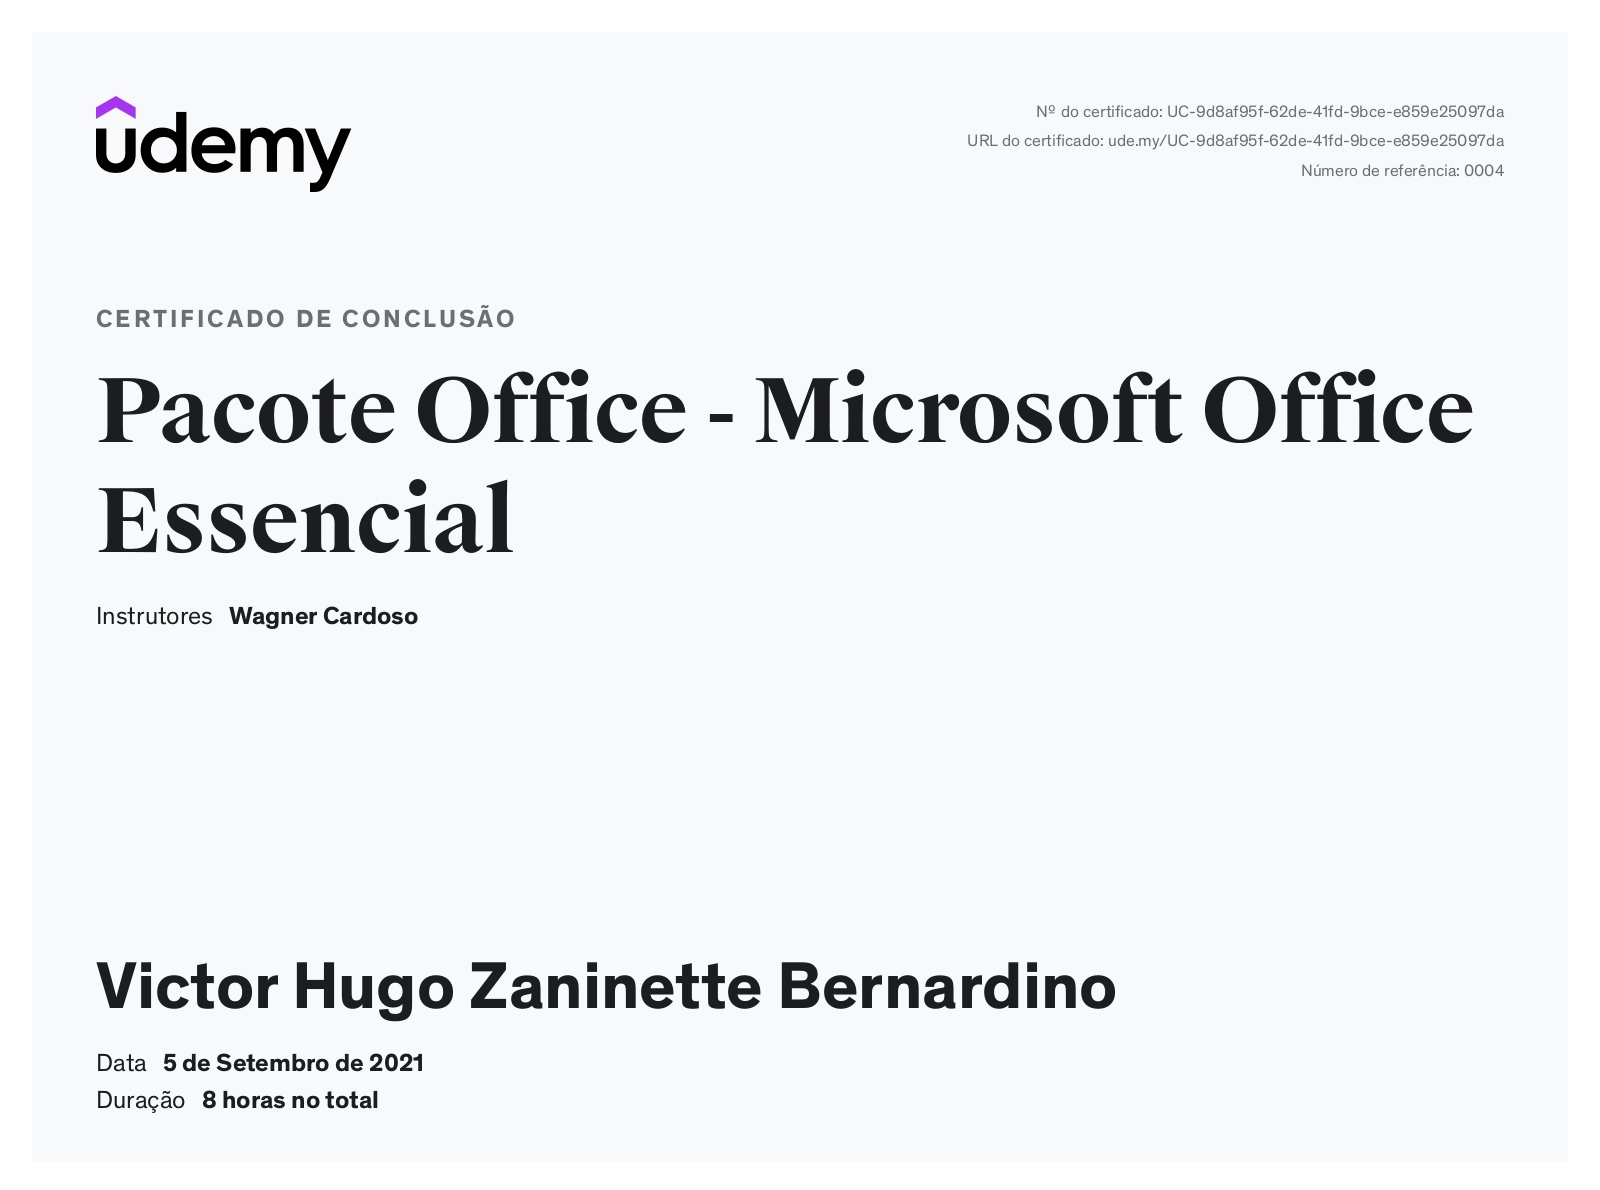 udemy
Nº do certificado: UC-9d8af95f-62de-41fd-9bce-e859e25097da
URL do certificado: ude.my/UC-9d8af95f-62de-41fd-9bce-e859e25097da
Número de referência: 0004
CERTIFICADO DE CONCLUSÃO
Pacote Office - Microsoft Office
Essencial
Instrutores Wagner Cardoso
Victor Hugo Zaninette Bernardino
Data 5 de Setembro de 2021
Duração 8 horas no total